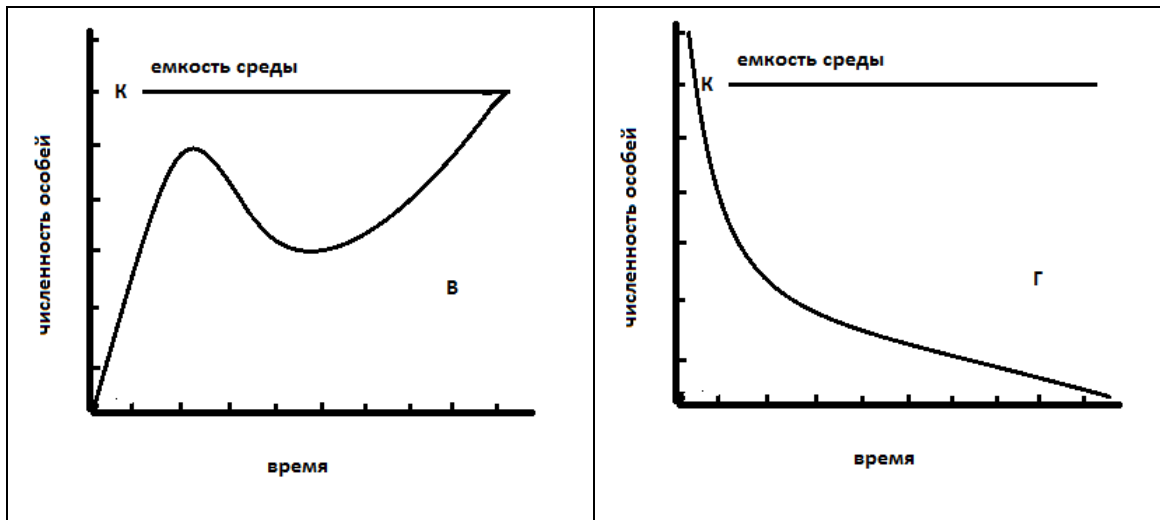 емкость среды
К
численность особей
В
время
емкость среды
К
численность особей
Г
время